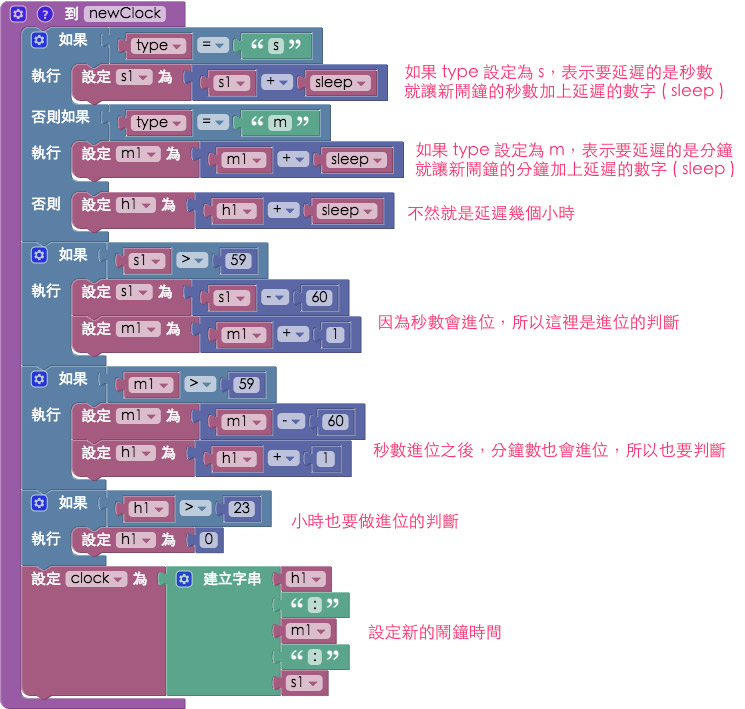 到 newClock
如果 type = “ s ”
執行 設定 s1 為 s1 + sleep
如果 type 設定為 s，表示要延遲的是秒數
就讓新鬧鐘的秒數加上延遲的數字 ( sleep )
否則如果 type = “ m ”
執行 設定 m1 為 m1 + sleep
如果 type 設定為 m，表示要延遲的是分鐘
就讓新鬧鐘的分鐘加上延遲的數字 ( sleep )
否則 設定 h1 為 h1 + sleep
不然就是延遲幾個小時
如果 s1 > 59
執行 設定 s1 為 s1 - 60
設定 m1 為 m1 + 1
因為秒數會進位，所以這裡是進位的判斷
如果 m1 > 59
執行 設定 m1 為 m1 - 60
設定 h1 為 h1 + 1
秒數進位之後，分鐘數也會進位，所以也要判斷
如果 h1 > 23
執行 設定 h1 為 0
小時也要做進位的判斷
設定 clock 為 建立字串 h1
“ : ”
m1
“ : ”
s1
設定新的鬧鐘時間